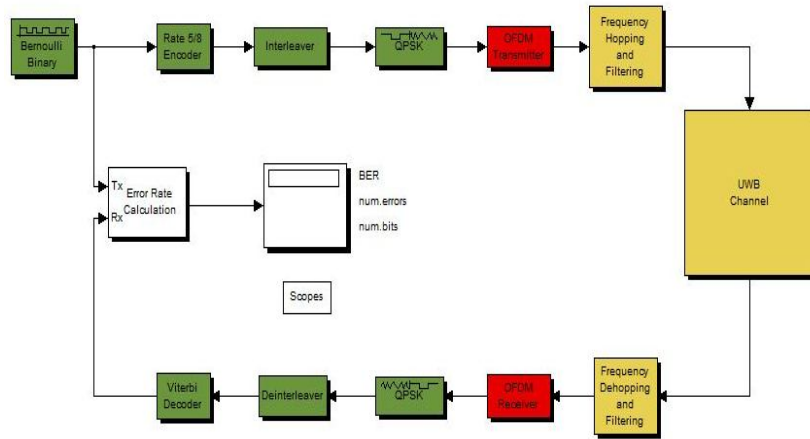 Bernoulli
Binary
Rate 5/8
Encoder
Interleaver
QPSK
OFDM
Transmitter
Frequency
Hopping
and
Filtering
UWB
Channel
Tx
Rx
Error Rate
Calculation
BER
num.errors
num.bits
Scopes
Viterbi
Decoder
Deinterleaver
QPSK
OFDM
Receiver
Frequency
Dehopping
and
Filtering